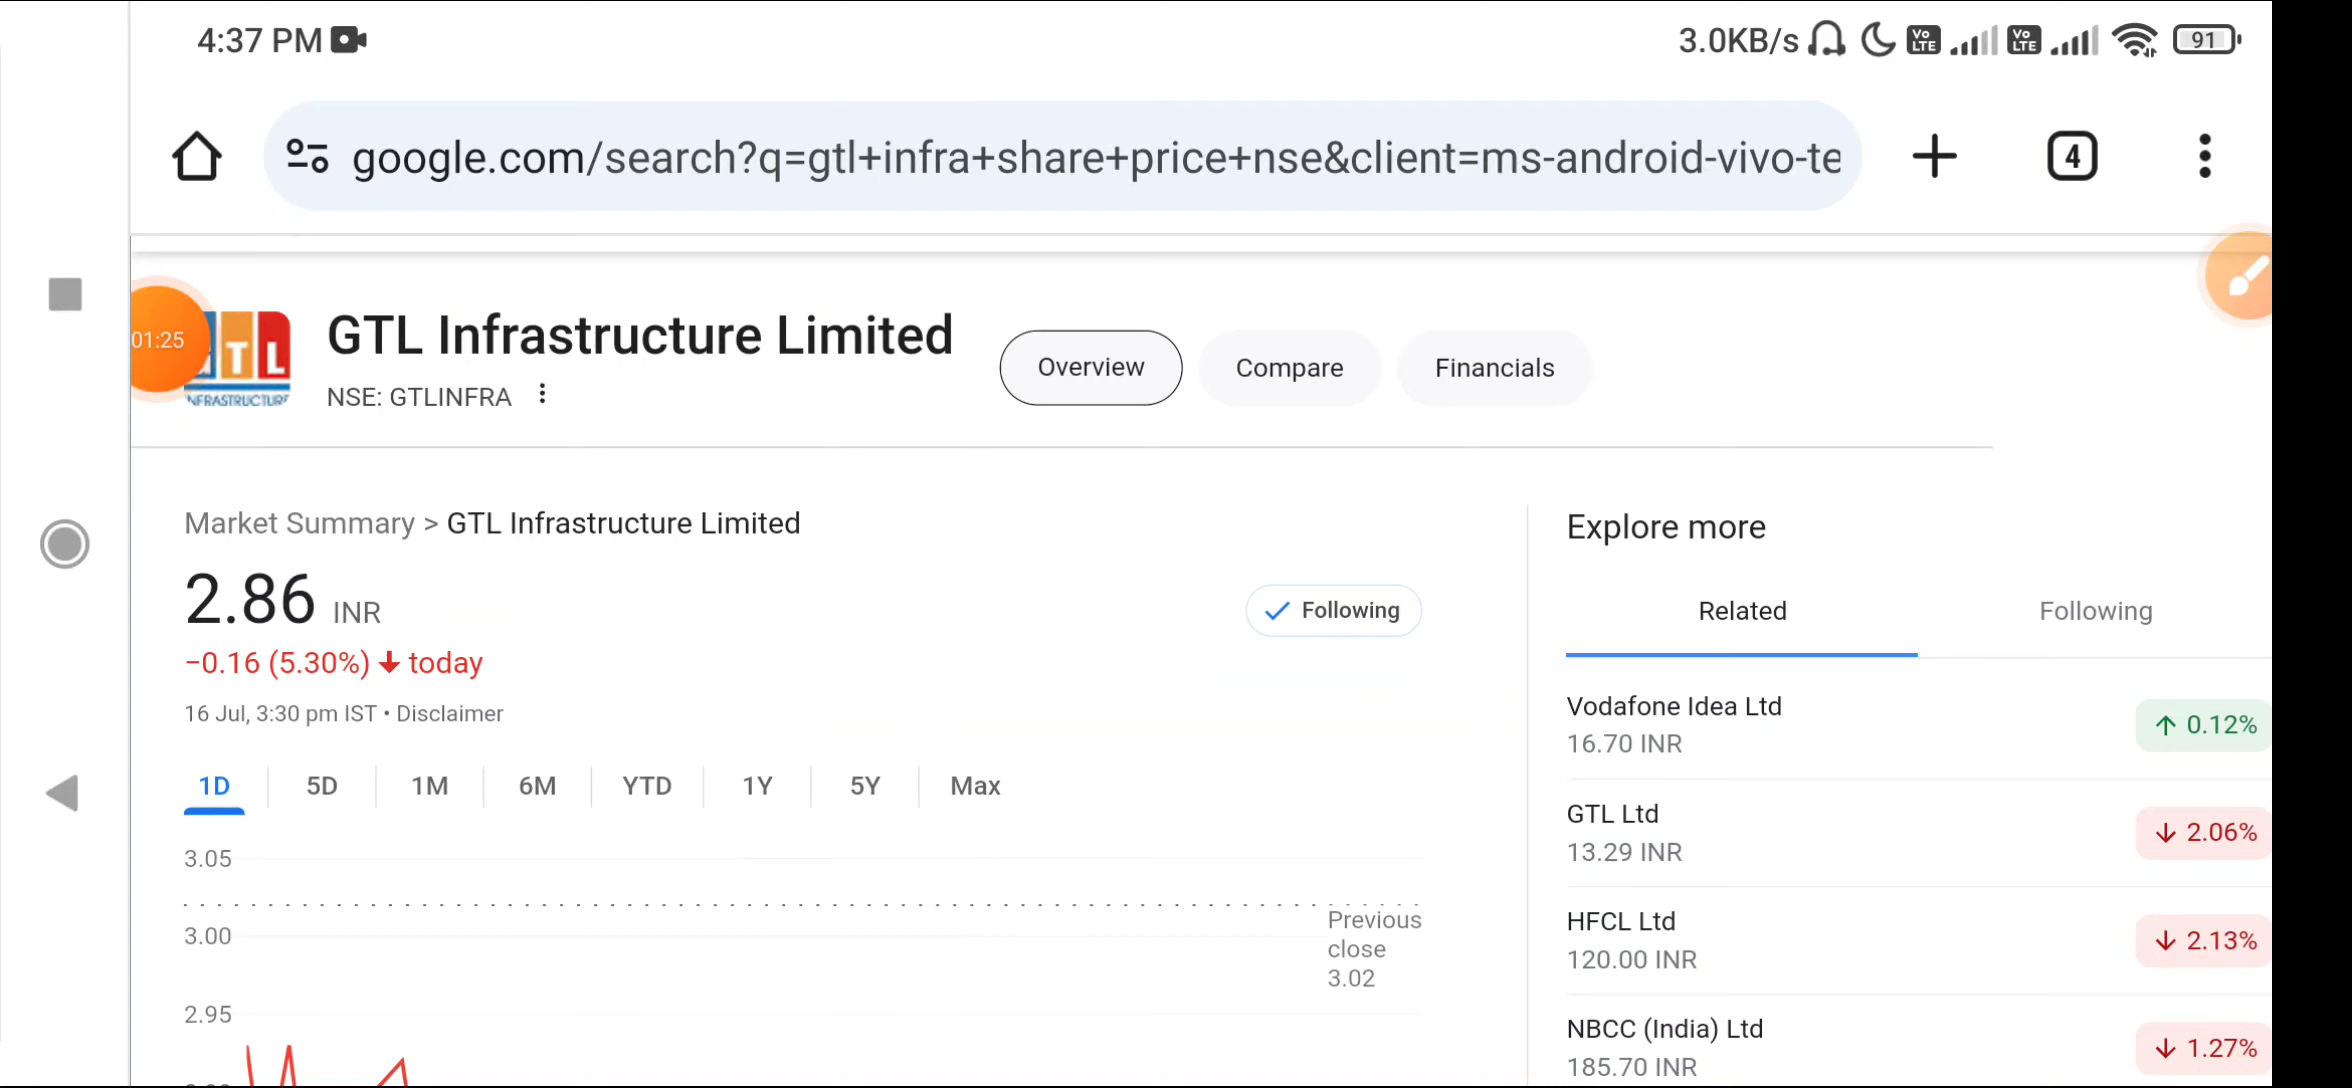 4:37 PM
3.0KB/s
Vo LTE
Vo LTE
91
google.com/search?q=gtl+infra+share+price+nse&client=ms-android-vivo-te
4
01:25
TL
GTL Infrastructure Limited
NSE: GTLINFRA
Overview
Compare
Financials
Market Summary > GTL Infrastructure Limited
2.86 INR
Following
−0.16 (5.30%) ↓ today
16 Jul, 3:30 pm IST • Disclaimer
1D
5D
1M
6M
YTD
1Y
5Y
Max
3.05
3.00
2.95
Previous
close
3.02
Explore more
Related
Following
Vodafone Idea Ltd
16.70 INR
↑ 0.12%
GTL Ltd
13.29 INR
↓ 2.06%
HFCL Ltd
120.00 INR
↓ 2.13%
NBCC (India) Ltd
185.70 INR
↓ 1.27%